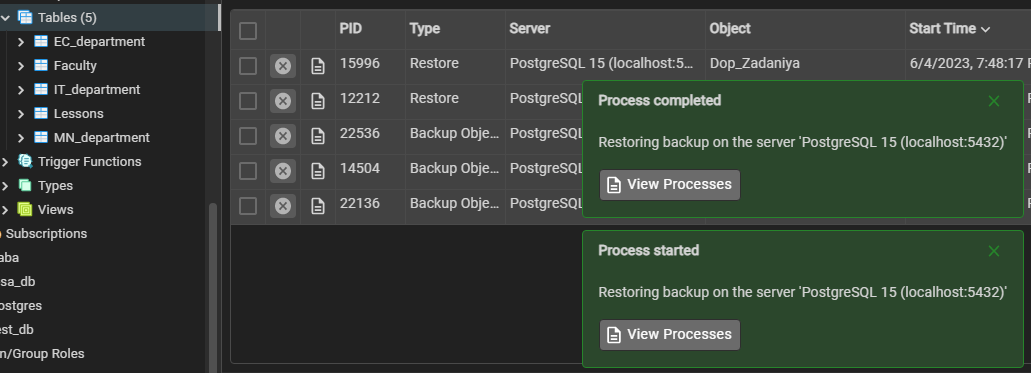 Tables (5)
EC_department
Faculty
IT_department
Lessons
MN_department
Trigger Functions
Types
Views
Subscriptions
aba
sa_db
ostgres
est_db
n/Group Roles
PID Type Server Object Start Time
15996 Restore PostgreSQL 15 (localhost:5... Dop_Zadaniya 6/4/2023, 7:48:17
12212 Restore PostgreSQL
22536 Backup Obje... PostgreSQL
14504 Backup Obje... PostgreSQL
22136 Backup Obje... PostgreSQL
Process completed
Restoring backup on the server 'PostgreSQL 15 (localhost:5432)'
View Processes
Process started
Restoring backup on the server 'PostgreSQL 15 (localhost:5432)'
View Processes